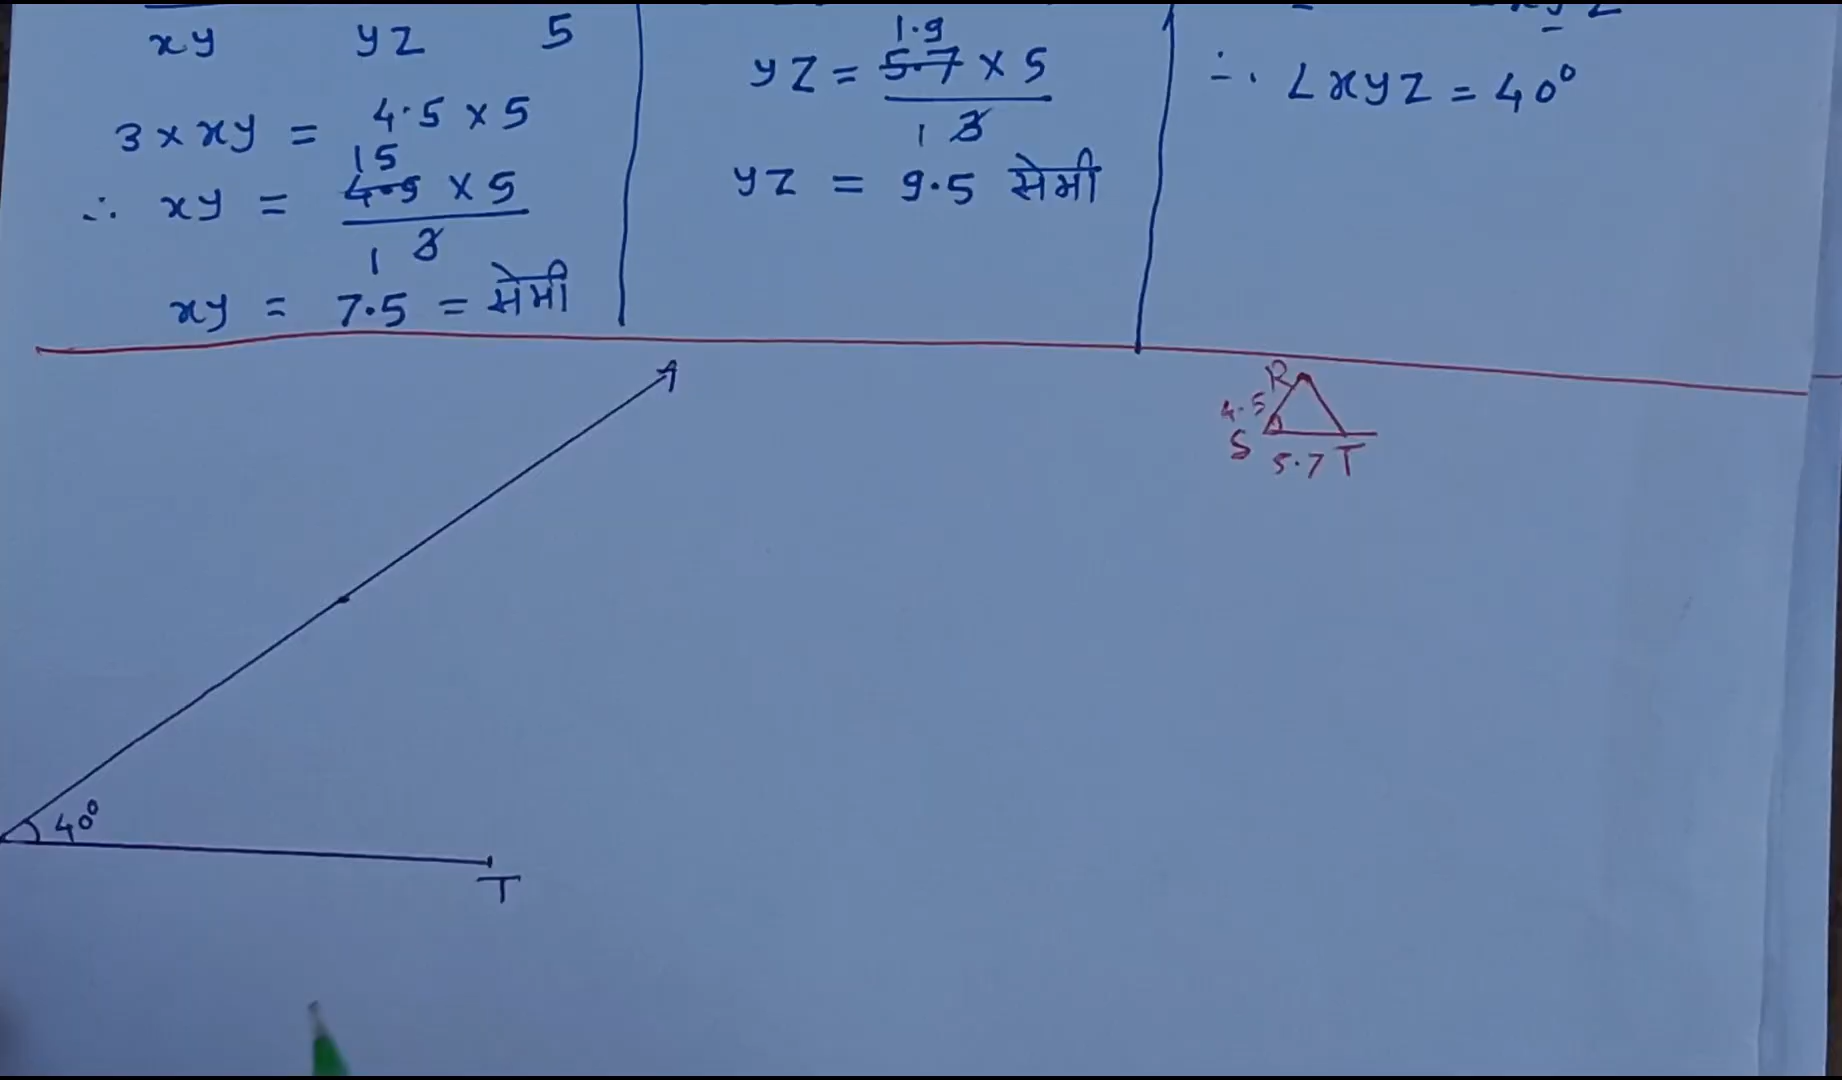 xy yz 5
3 × xy = 4.5 × 5
15
∴ xy = 4.5 × 5
1 3
xy = 7.5 = सेमी
1.9
yz = 5.7 × 5
1 3
yz = 9.5 सेमी
∴ ∠xyz = 40°
R
4.5
S 5.7 T
40°
T